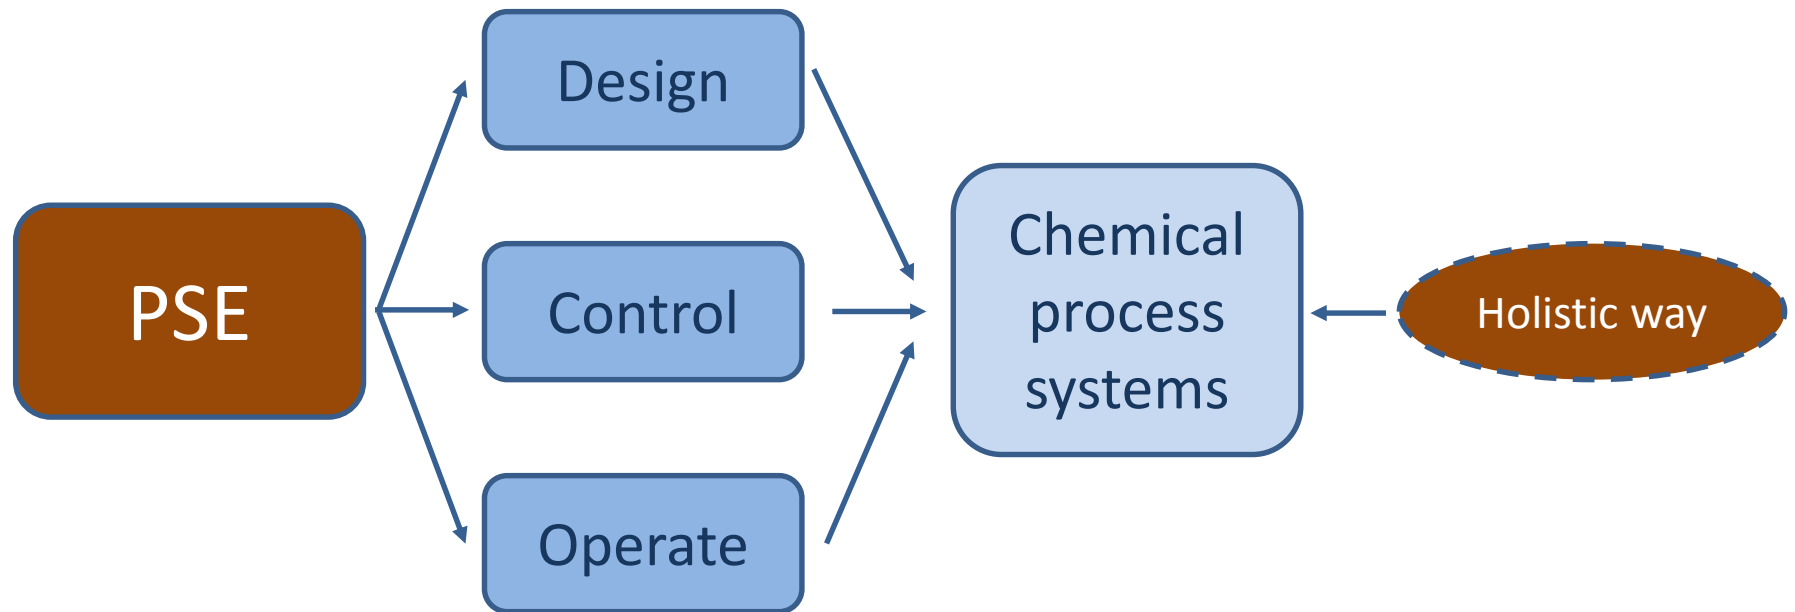 PSE
Design
Control
Operate
Chemical
process
systems
Holistic way